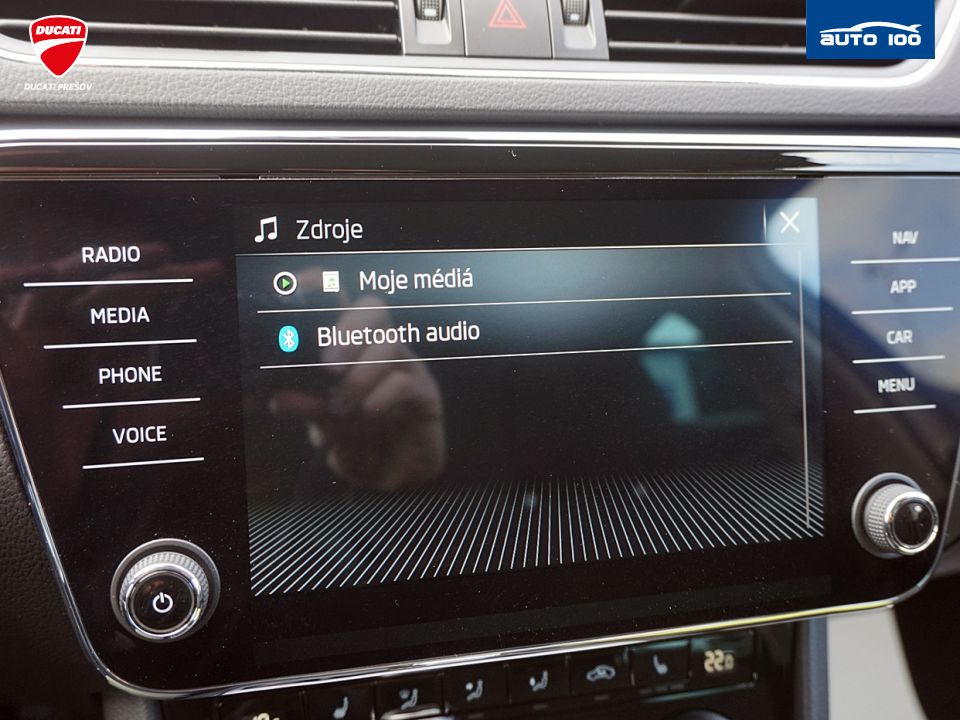 DUCATI
DUCATI PREŠOV
AUTO 100
RADIO
MEDIA
PHONE
VOICE
Zdroje
Moje médiá
Bluetooth audio
NAV
APP
CAR
MENU
22.0